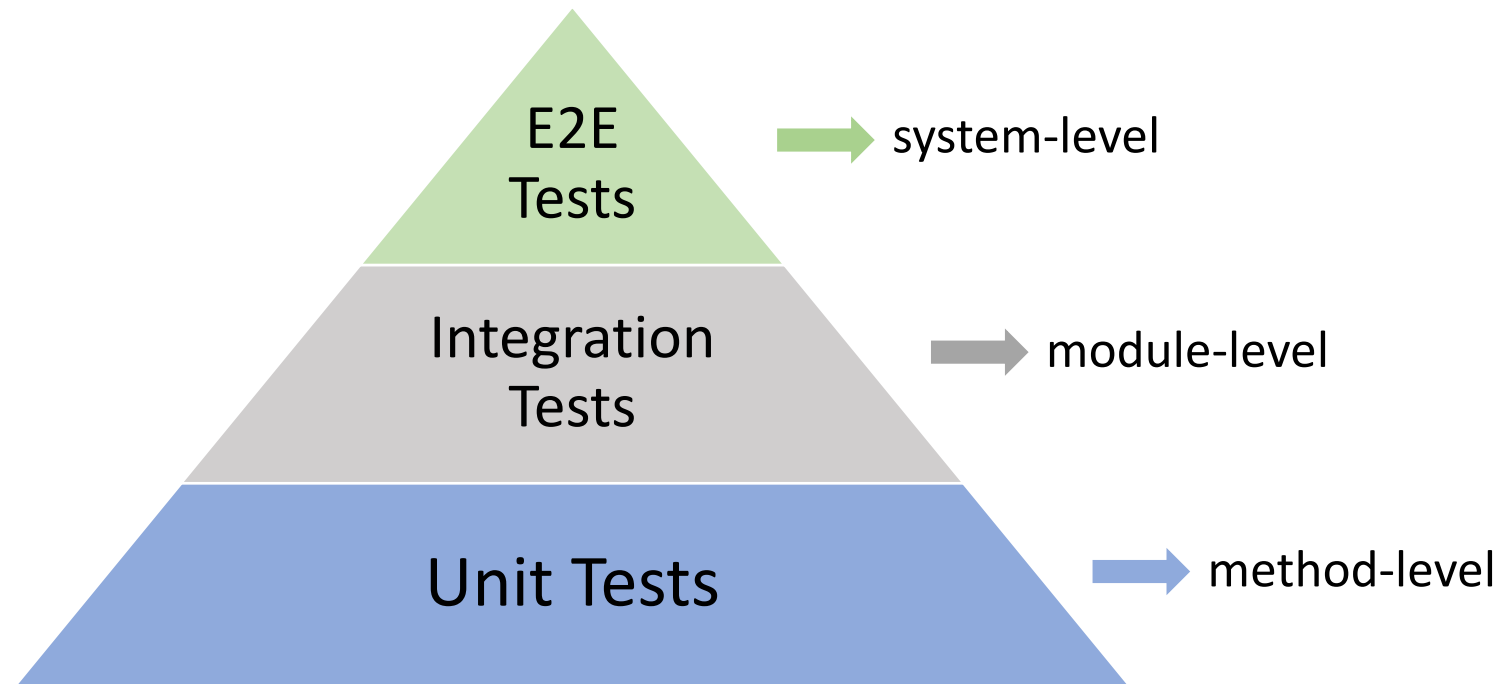 E2E
Tests
system-level
Integration
Tests
module-level
Unit Tests
method-level